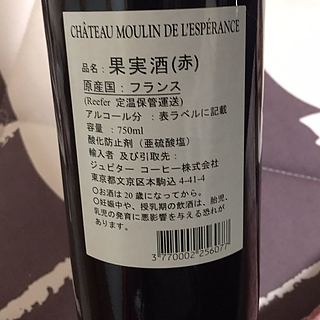 CHÂTEAU MOULIN DE L'ESPÉRANCE
品名：果実酒(赤)
原産国：フランス
(Reefer 定温保管運送)
アルコール分 ：表ラベルに記載
容量 ：750ml
酸化防止剤（亜硫酸塩）
輸入者 及び引取先：
ジュピター コーヒー株式会社
東京都文京区本駒込 4-41-4
○お酒は20歳になってから。
○妊娠中や、授乳期の飲酒は、胎児、
乳児の発育に悪影響を与える恐れが
あります。
3 770002 256077